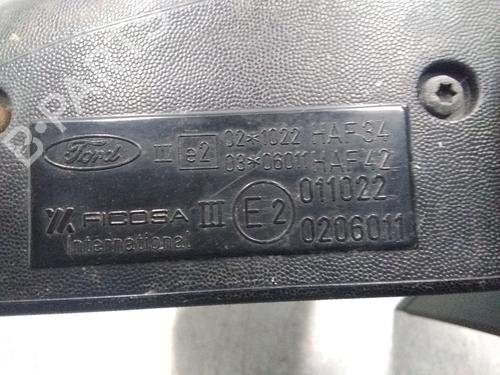 Ford III e2 02*1022 HAF34
03*06011 HAF42
FICOSA III E2 011022
International 0206011